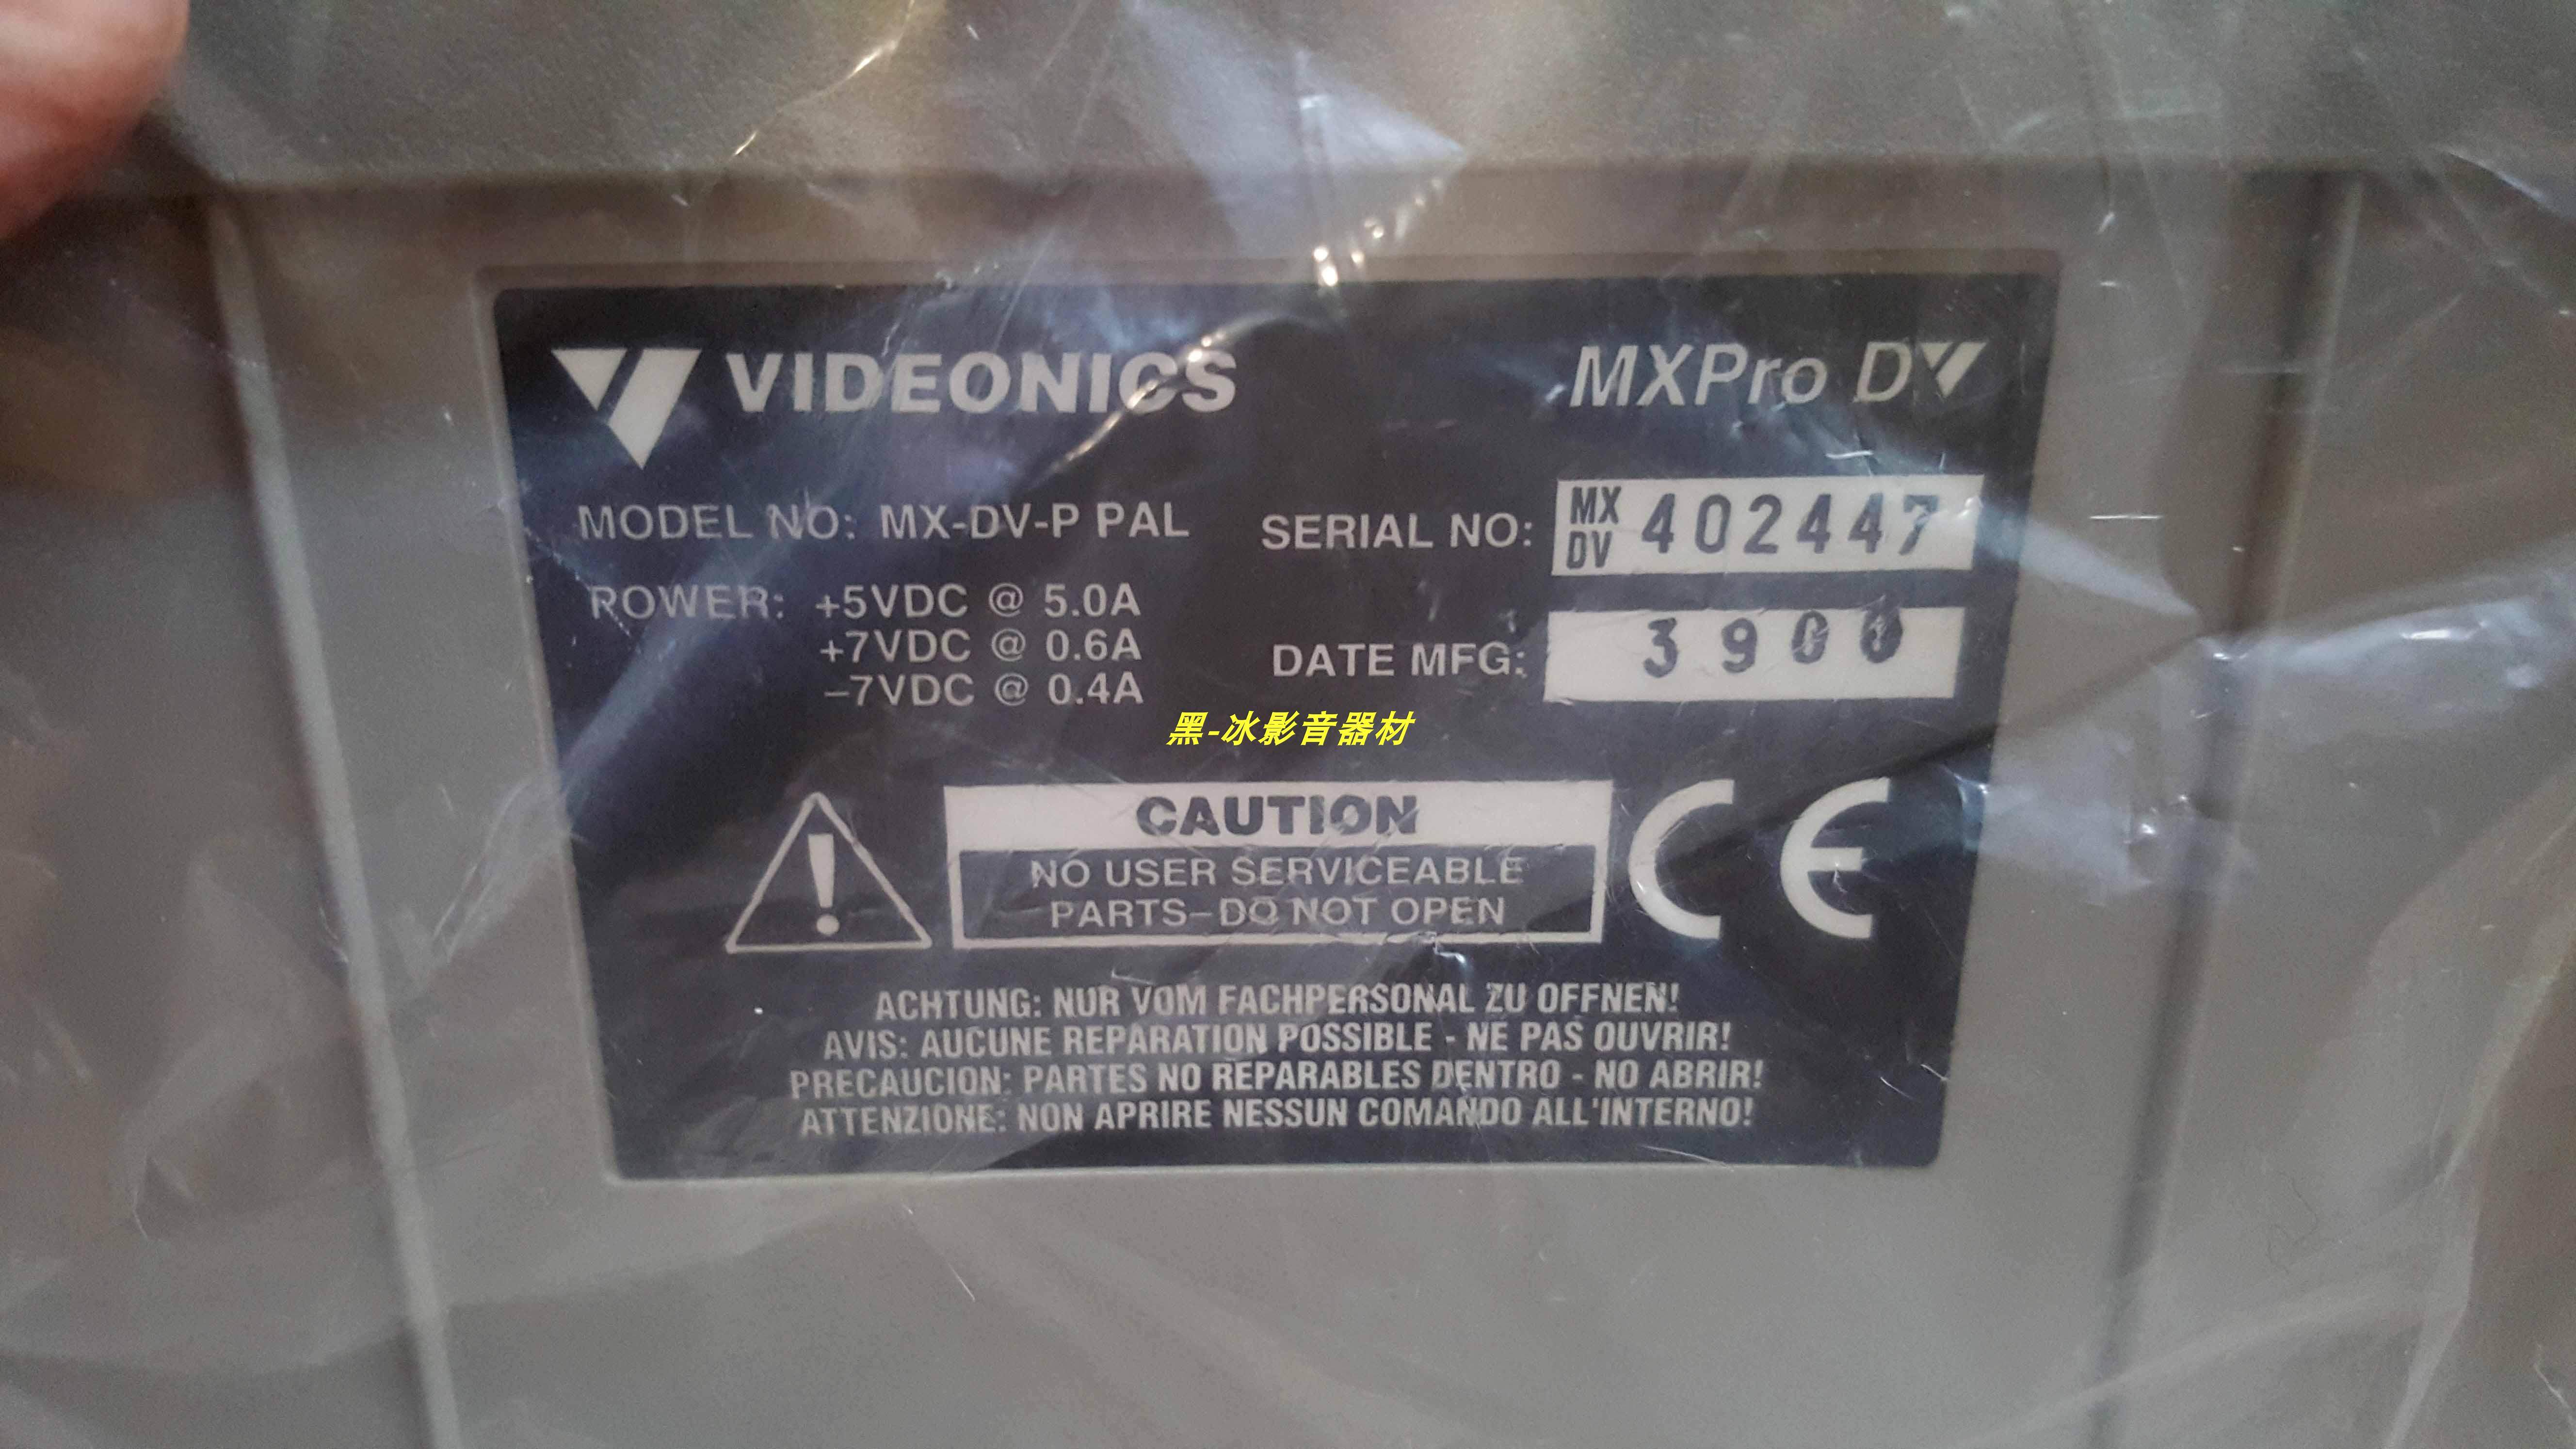 VIDEONICS
MXPro DV
MODEL NO: MX-DV-P PAL
SERIAL NO: MX DV 402447
POWER: +5VDC @ 5.0A
+7VDC @ 0.6A
-7VDC @ 0.4A
DATE MFG: 3900
黑-冰影音器材
CAUTION
NO USER SERVICEABLE
PARTS-DO NOT OPEN
CE
ACHTUNG: NUR VOM FACHPERSONAL ZU OFFNEN!
AVIS: AUCUNE REPARATION POSSIBLE - NE PAS OUVRIR!
PRECAUCION: PARTES NO REPARABLES DENTRO - NO ABRIR!
ATTENZIONE: NON APRIRE NESSUN COMANDO ALL'INTERNO!